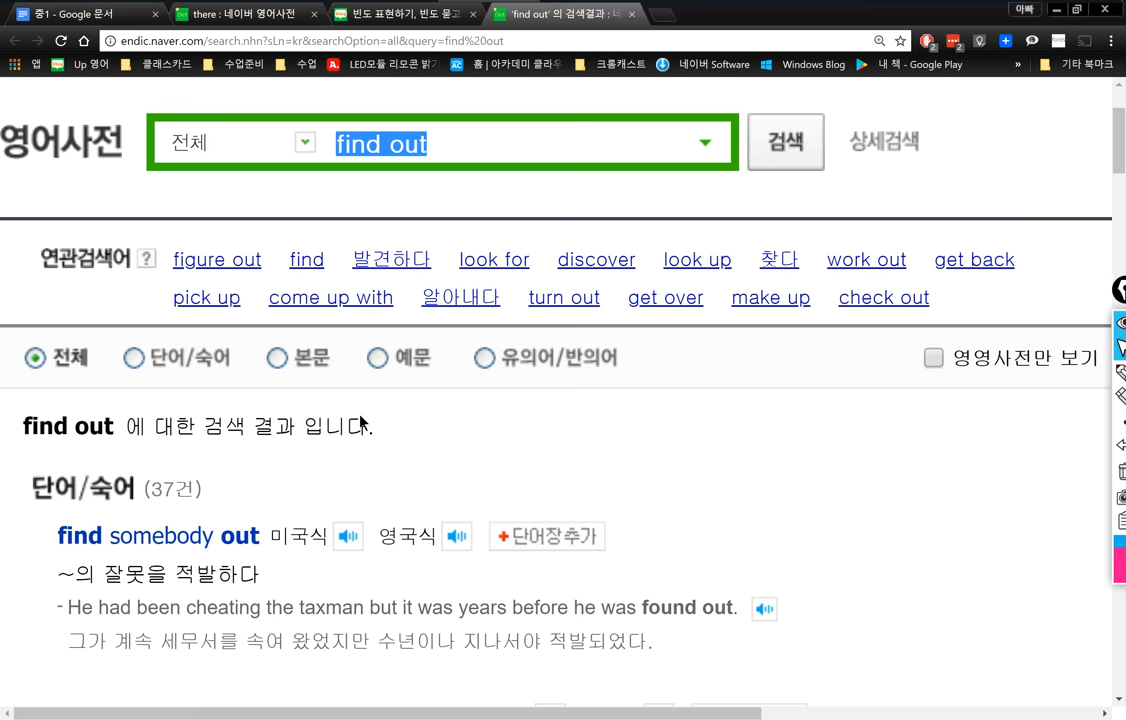 중1 - Google 문서
there : 네이버 영어사전
빈도 표현하기, 빈도 묻고
'find out' 의 검색결과 : 네
아빠
endic.naver.com/search.nhn?sLn=kr&searchOption=all&query=find%20out
앱 Up 영어 클래스카드 수업준비 수업 LED모듈 리모콘 밝기 홈 | 아카데미 클라우 크롬캐스트 네이버 Software Windows Blog 내 책 - Google Play » 기타 북마크
영어사전 전체 find out 검색 상세검색
연관검색어 ? figure out find 발견하다 look for discover look up 찾다 work out get back
pick up come up with 알아내다 turn out get over make up check out
전체 단어/숙어 본문 예문 유의어/반의어 영영사전만 보기
find out 에 대한 검색 결과 입니다.
단어/숙어 (37건)
find somebody out 미국식 영국식 +단어장추가
~의 잘못을 적발하다
- He had been cheating the taxman but it was years before he was found out.
그가 계속 세무서를 속여 왔었지만 수년이나 지나서야 적발되었다.